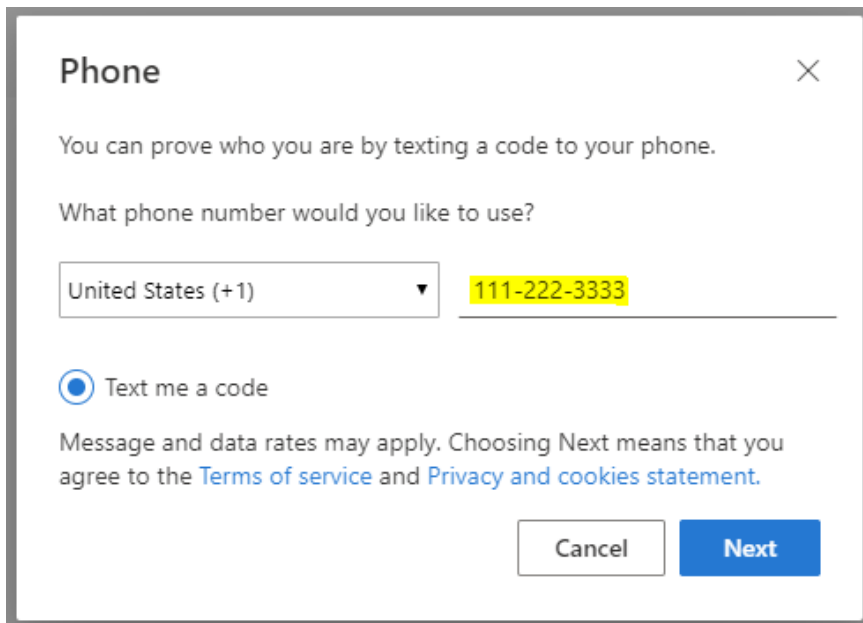 Phone
You can prove who you are by texting a code to your phone.
What phone number would you like to use?
United States (+1) 111-222-3333
Text me a code
Message and data rates may apply. Choosing Next means that you
agree to the Terms of service and Privacy and cookies statement.
Cancel Next